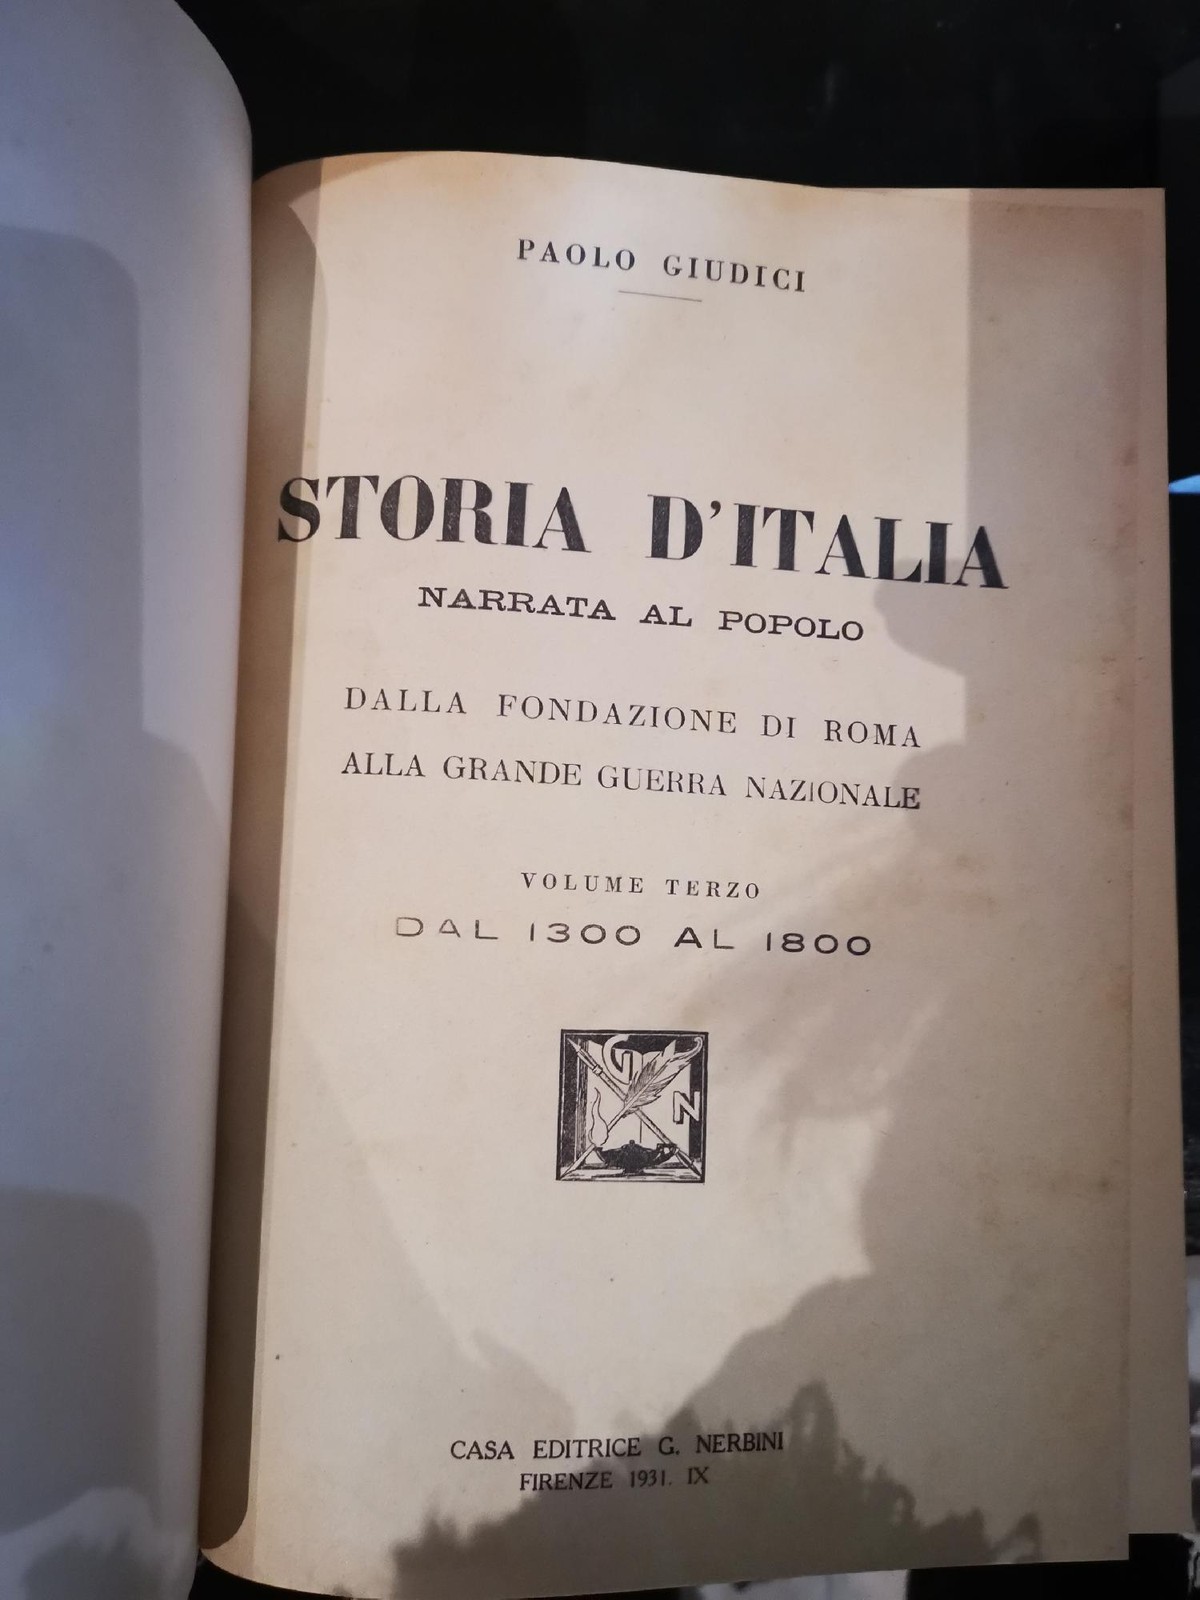 PAOLO GIUDICI
STORIA D'ITALIA
NARRATA AL POPOLO
DALLA FONDAZIONE DI ROMA
ALLA GRANDE GUERRA NAZIONALE
VOLUME TERZO
DAL 1300 AL 1800
G
N
CASA EDITRICE G. NERBINI
FIRENZE 1931. IX